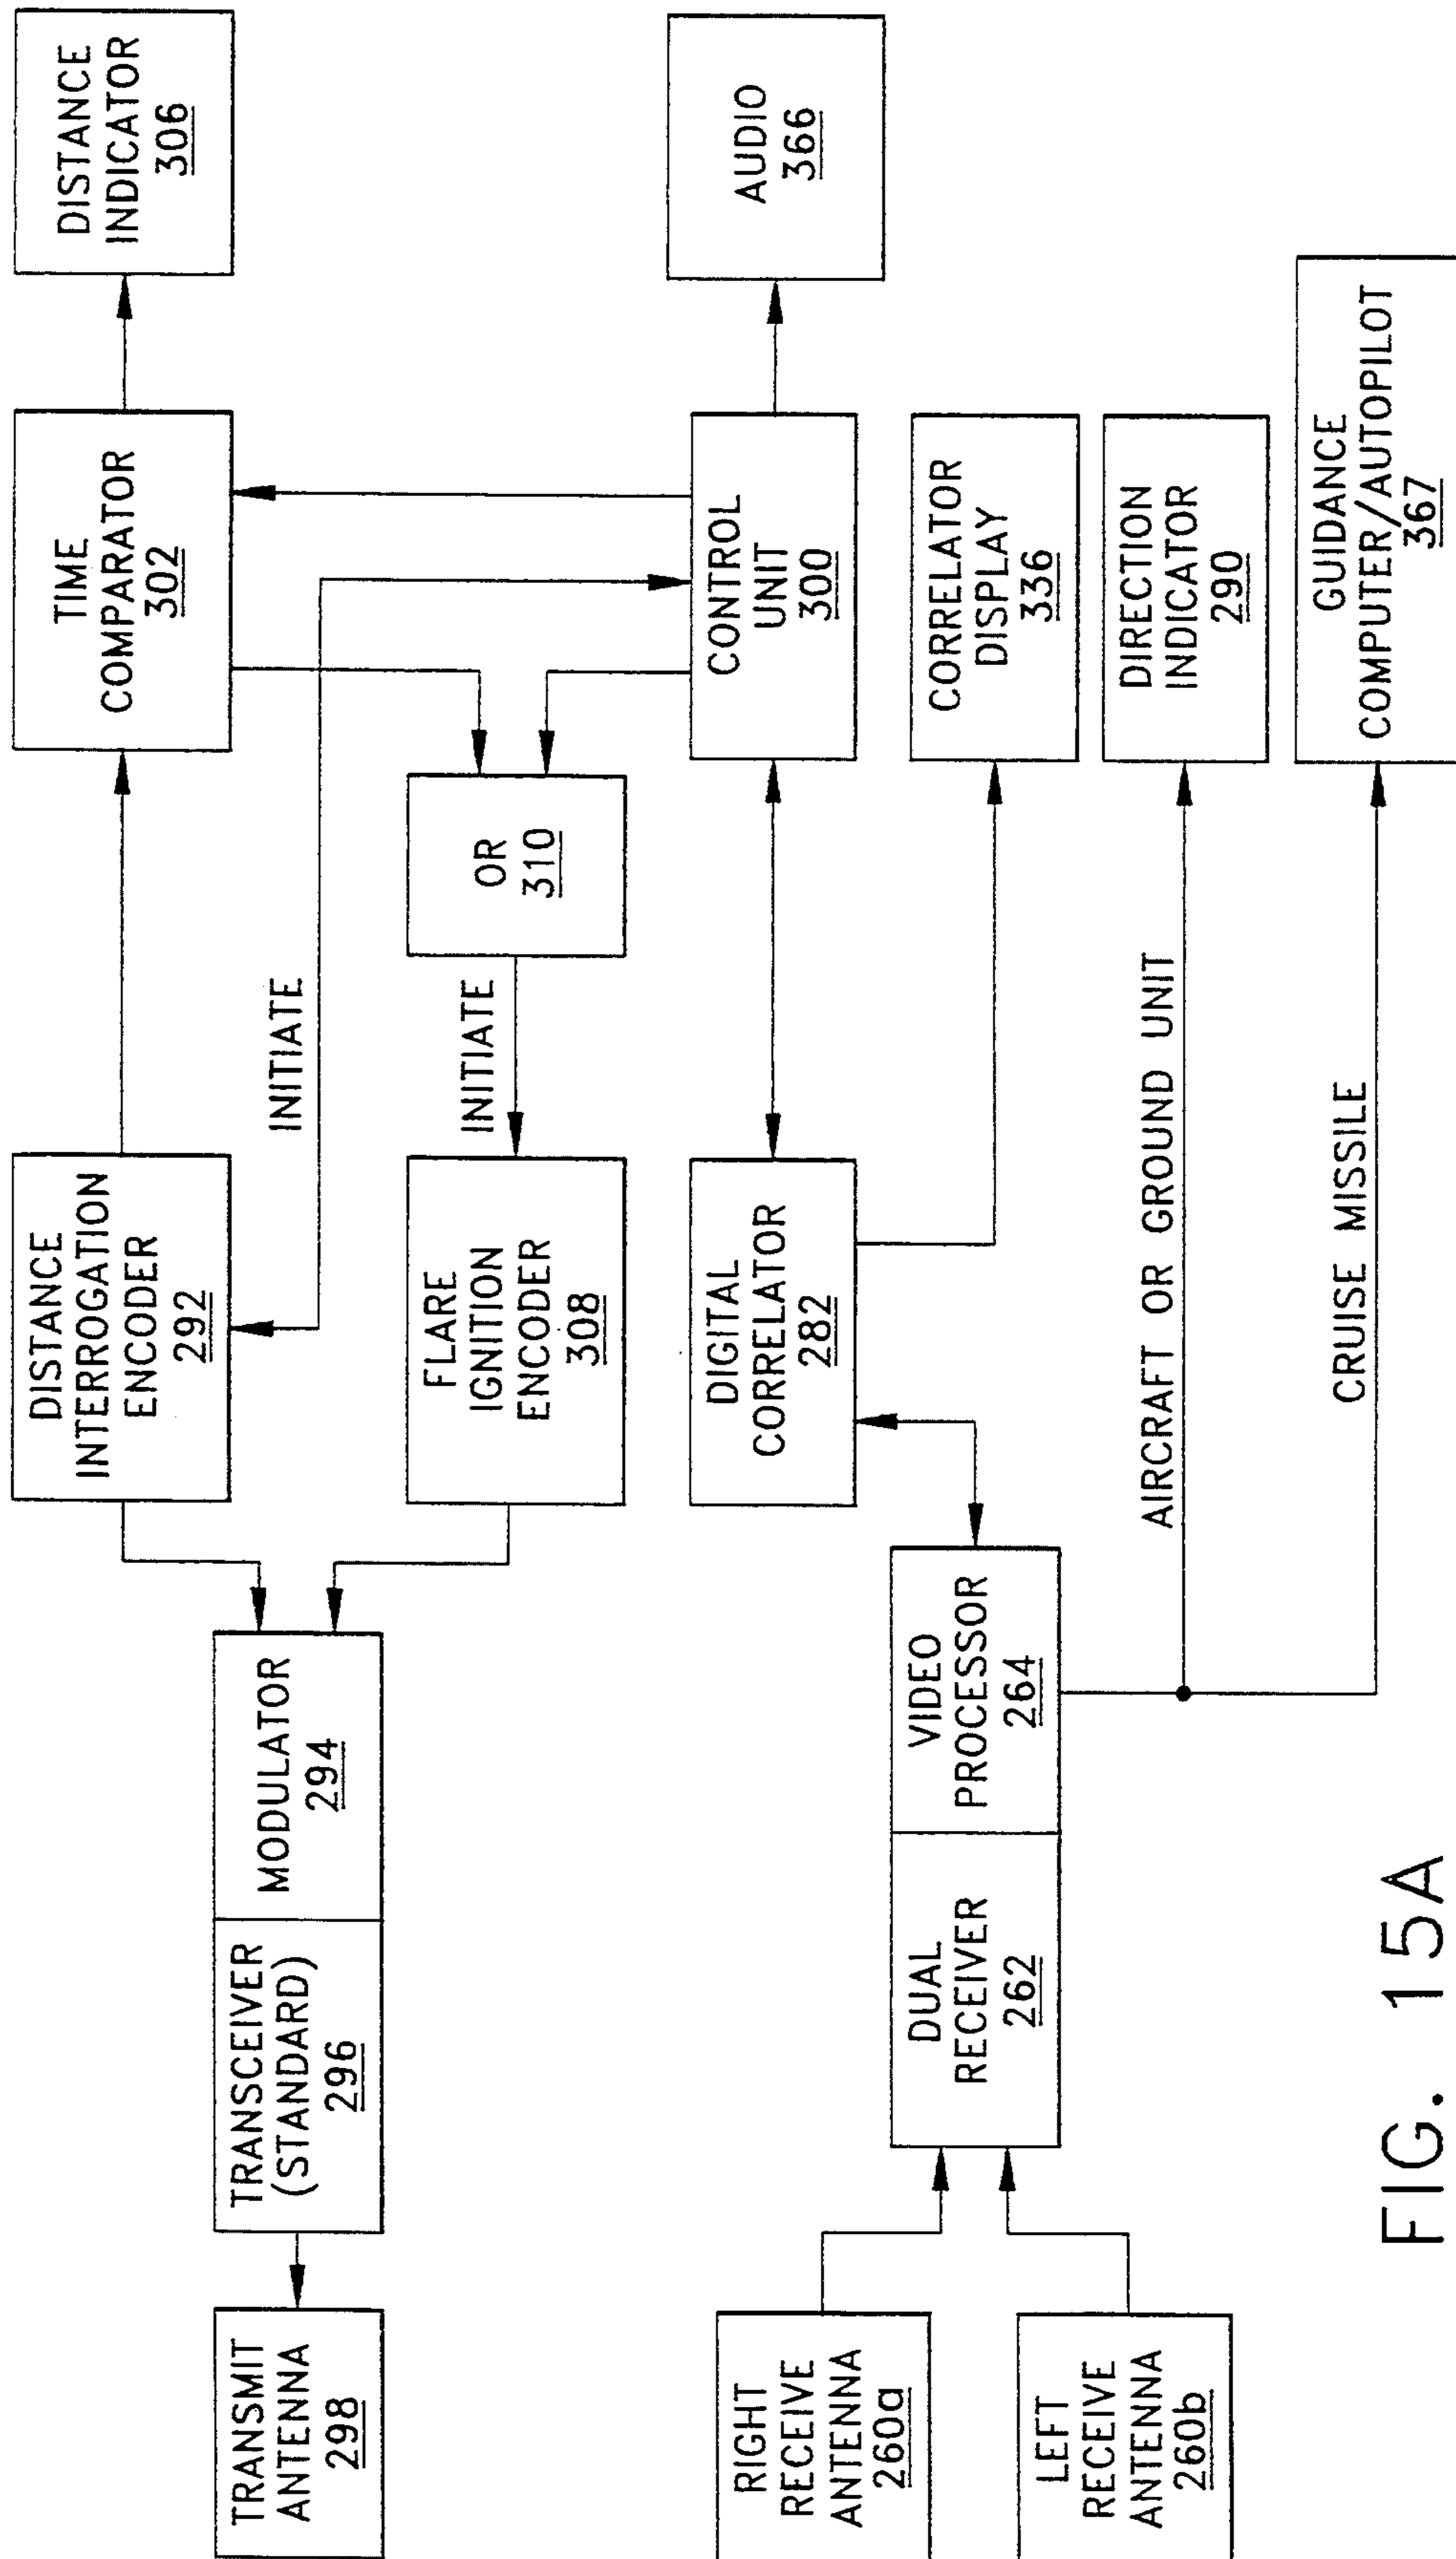 TRANSMIT
ANTENNA
298
TRANSCEIVER
(STANDARD)
296
MODULATOR
294
DISTANCE
INTERROGATION
ENCODER
292
TIME
COMPARATOR
302
DISTANCE
INDICATOR
306
INITIATE
FLARE
IGNITION
ENCODER
308
INITIATE
OR
310
RIGHT
RECEIVE
ANTENNA
260a
LEFT
RECEIVE
ANTENNA
260b
DUAL
RECEIVER
262
VIDEO
PROCESSOR
264
DIGITAL
CORRELATOR
282
CONTROL
UNIT
300
AUDIO
366
CORRELATOR
DISPLAY
336
AIRCRAFT OR GROUND UNIT
DIRECTION
INDICATOR
290
CRUISE MISSILE
GUIDANCE
COMPUTER/AUTOPILOT
367
FIG. 15A